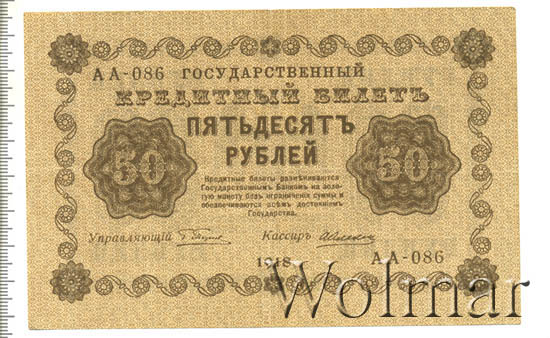 АА-086 ГОСУДАРСТВЕННЫЙ
КРЕДИТНЫЙ БИЛЕТЪ
ПЯТЬДЕСЯТЪ
РУБЛЕЙ
50
50
Кредитные билеты размѣниваются
Государственнымъ Банкомъ на золо-
тую монету безъ ограниченія суммы и
обезпечиваются всѣмъ достояніемъ
Государства.
Управляющій
Кассиръ
1918
АА-086
Wolmar